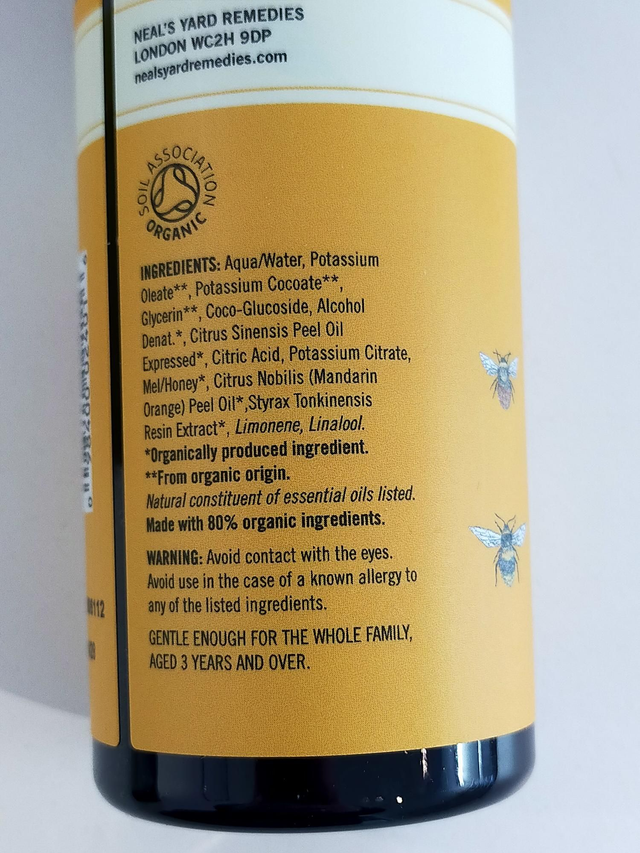 NEAL'S YARD REMEDIES
LONDON WC2H 9DP
nealsyardremedies.com
SOIL ASSOCIATION
ORGANIC
INGREDIENTS: Aqua/Water, Potassium
Oleate**, Potassium Cocoate**,
Glycerin**, Coco-Glucoside, Alcohol
Denat.*, Citrus Sinensis Peel Oil
Expressed*, Citric Acid, Potassium Citrate,
Mel/Honey*, Citrus Nobilis (Mandarin
Orange) Peel Oil*,Styrax Tonkinensis
Resin Extract*, Limonene, Linalool.
*Organically produced ingredient.
**From organic origin.
Natural constituent of essential oils listed.
Made with 80% organic ingredients.
WARNING: Avoid contact with the eyes.
Avoid use in the case of a known allergy to
any of the listed ingredients.
GENTLE ENOUGH FOR THE WHOLE FAMILY,
AGED 3 YEARS AND OVER.